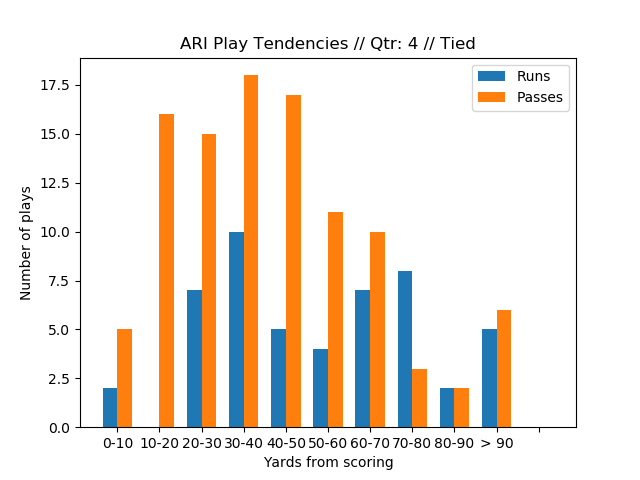 ARI Play Tendencies // Qtr: 4 // Tied
Runs
Passes
Number of plays
17.5
15.0
12.5
10.0
7.5
5.0
2.5
0.0
0-10 10-20 20-30 30-40 40-50 50-60 60-70 70-80 80-90 > 90
Yards from scoring